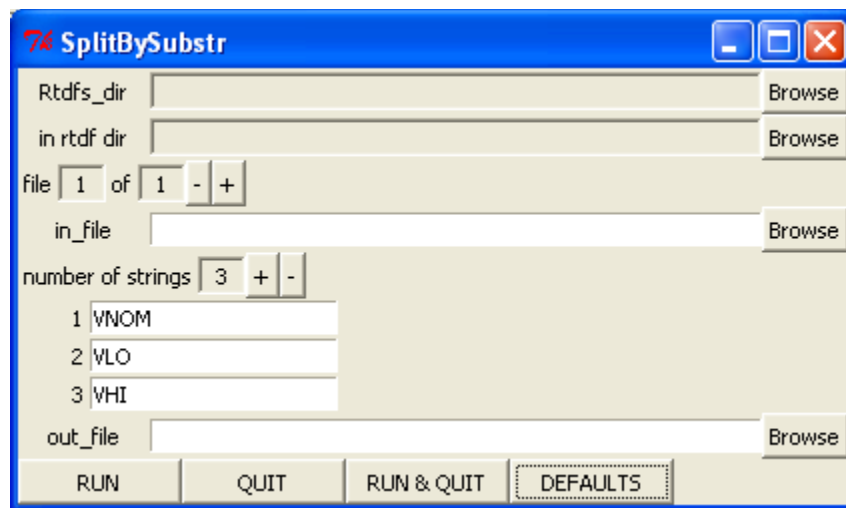 7% SplitBySubstr
Rtdfs_dir Browse
in rtdf dir Browse
file 1 of 1 - +
in_file Browse
number of strings 3 + -
1 VNOM
2 VLO
3 VHI
out_file Browse
RUN QUIT RUN & QUIT DEFAULTS